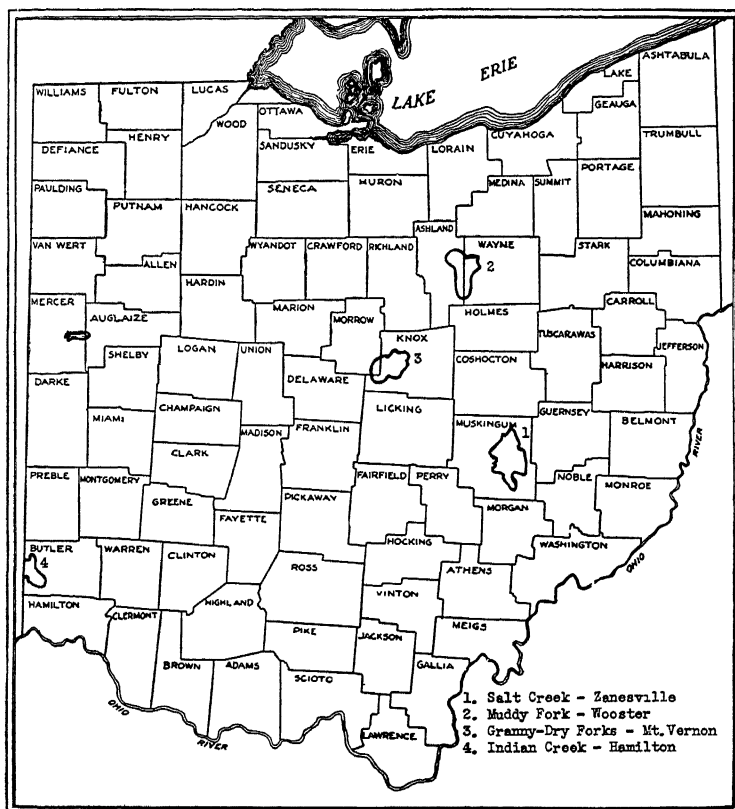 ASHTABULA
LAKE
LAKE ERIE
GEAUGA
WILLIAMS
FULTON
LUCAS
OTTAWA
WOOD
CUYAHOGA
TRUMBULL
HENRY
SANDUSKY
ERIE
LORAIN
DEFIANCE
PORTAGE
MEDINA
SUMMIT
PAULDING
SENECA
HURON
PUTNAM
HANCOCK
MAHONING
ASHLAND
VAN WERT
WYANDOT
CRAWFORD
RICHLAND
WAYNE
STARK
ALLEN
2
COLUMBIANA
HARDIN
MERCER
CARROLL
AUGLAIZE
MARION
MORROW
HOLMES
KNOX
TUSCARAWAS
JEFFERSON
SHELBY
LOGAN
UNION
3
COSHOCTON
HARRISON
DARKE
DELAWARE
CHAMPAIGN
LICKING
GUERNSEY
MIAMI
MADISON
FRANKLIN
MUSKINGUM
1
BELMONT
RIVER
CLARK
PREBLE
MONTGOMERY
FAIRFIELD
PERRY
NOBLE
MONROE
GREENE
PICKAWAY
MORGAN
FAYETTE
WASHINGTON
BUTLER
WARREN
CLINTON
HOCKING
OHIO
4
ROSS
ATHENS
HAMILTON
HIGHLAND
VINTON
CLERMONT
PIKE
JACKSON
MEIGS
BROWN
ADAMS
SCIOTO
GALLIA
OHIO
RIVER
LAWRENCE
1. Salt Creek - Zanesville
2. Muddy Fork - Wooster
3. Granny-Dry Forks - Mt. Vernon
4. Indian Creek - Hamilton